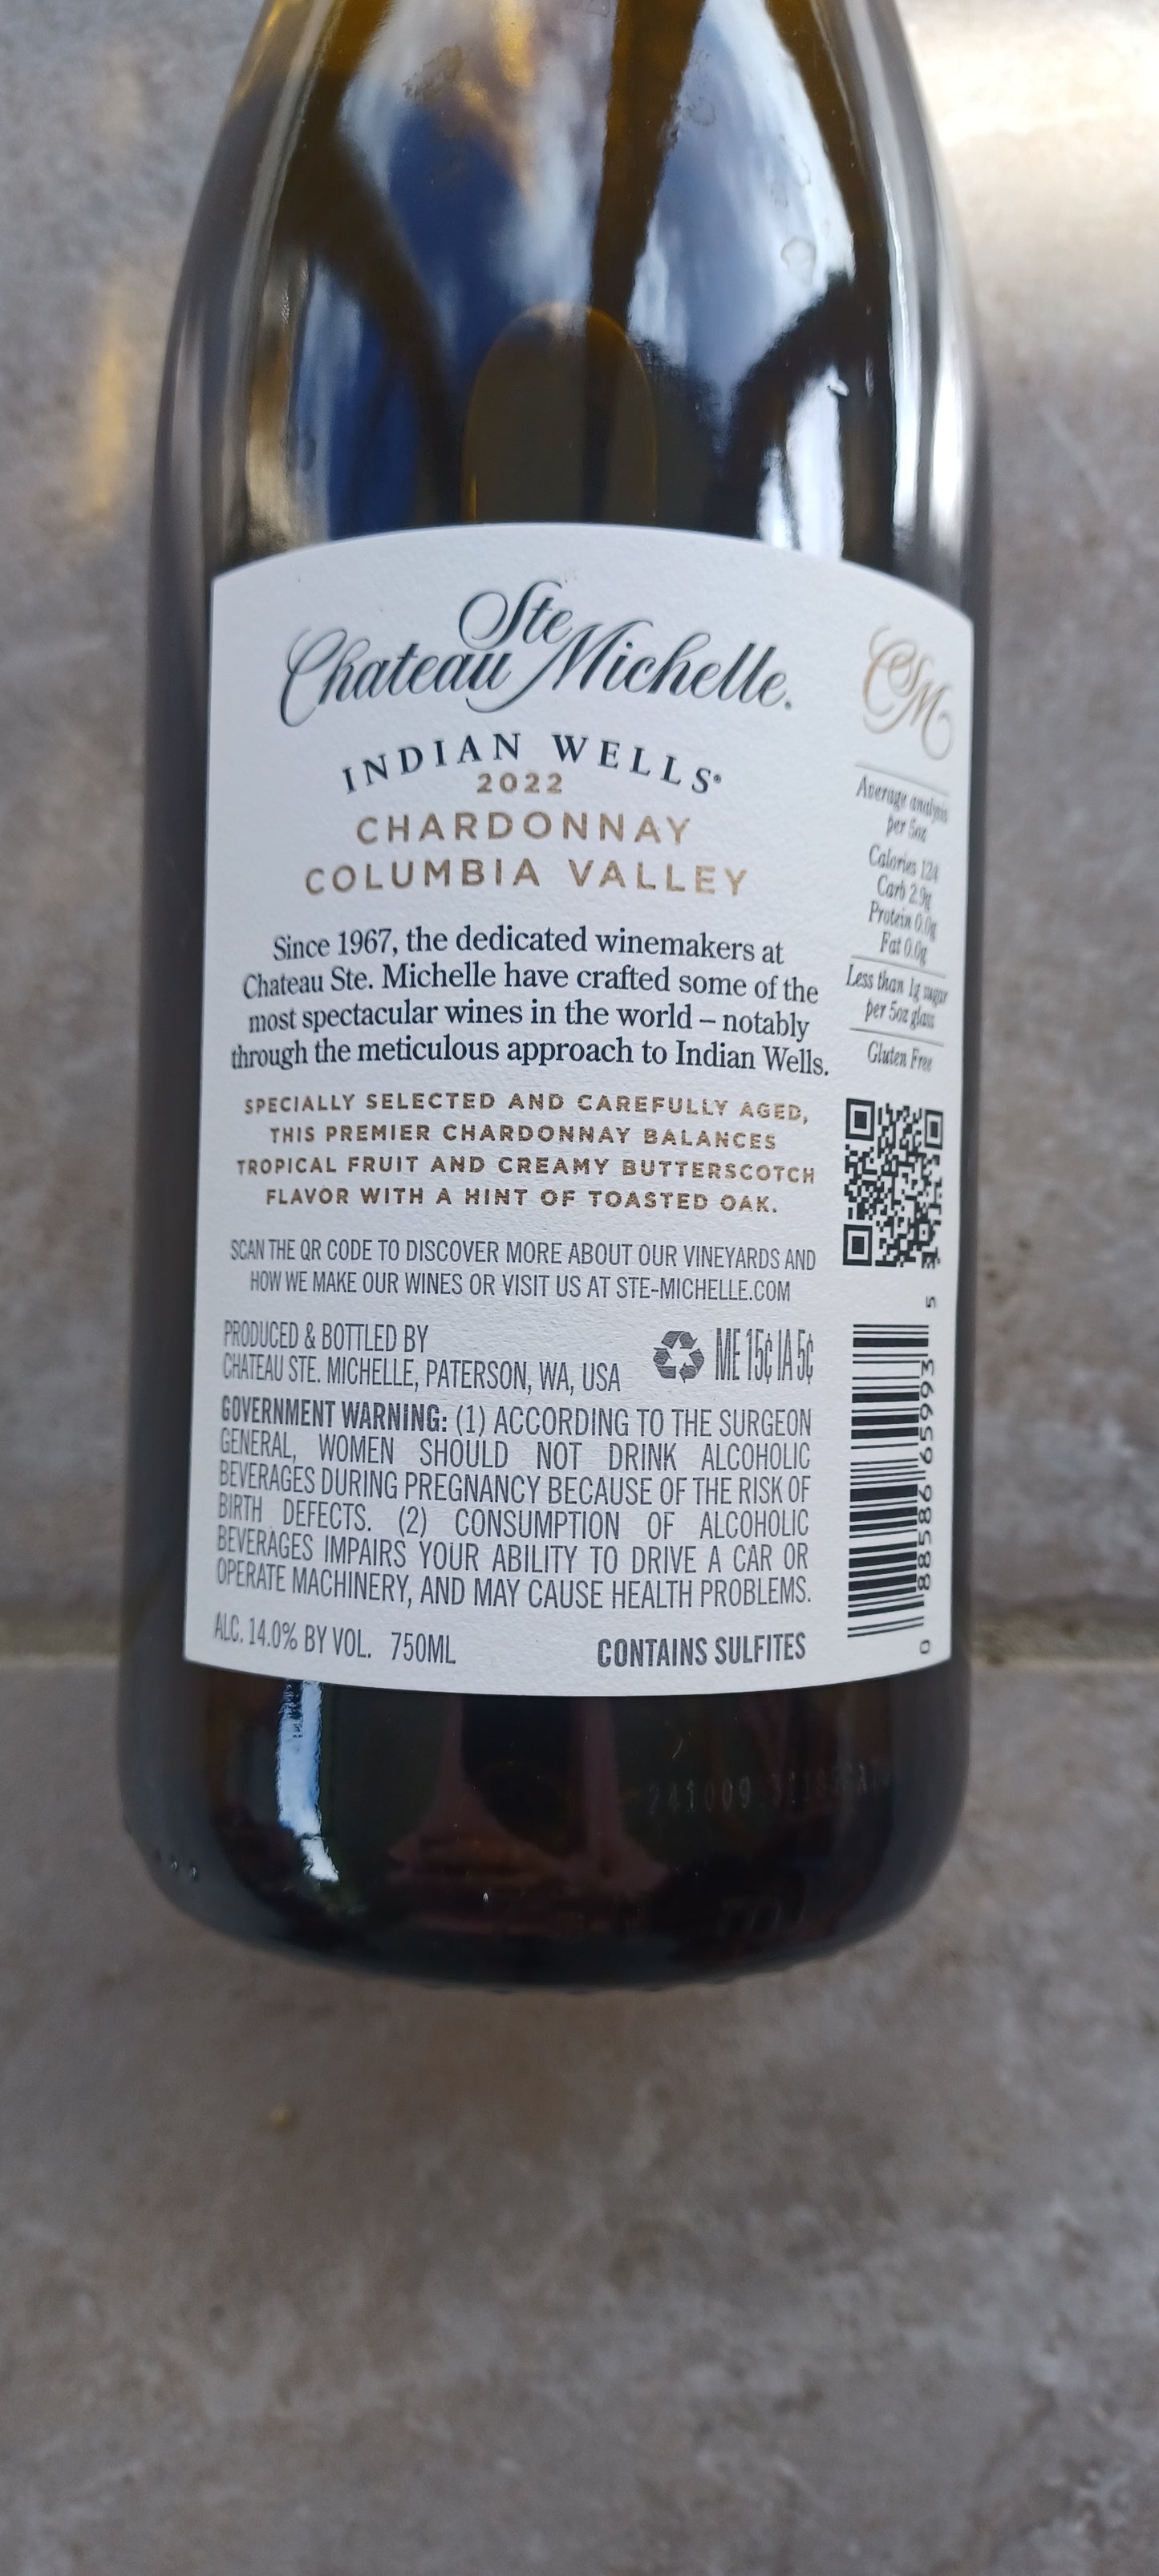 Ste
Chateau Michelle.
INDIAN WELLS®
2022
CHARDONNAY
COLUMBIA VALLEY
Since 1967, the dedicated winemakers at
Chateau Ste. Michelle have crafted some of the
most spectacular wines in the world – notably
through the meticulous approach to Indian Wells.
SPECIALLY SELECTED AND CAREFULLY AGED,
THIS PREMIER CHARDONNAY BALANCES
TROPICAL FRUIT AND CREAMY BUTTERSCOTCH
FLAVOR WITH A HINT OF TOASTED OAK.
SCAN THE QR CODE TO DISCOVER MORE ABOUT OUR VINEYARDS AND
HOW WE MAKE OUR WINES OR VISIT US AT STE-MICHELLE.COM
PRODUCED & BOTTLED BY
CHATEAU STE. MICHELLE, PATERSON, WA, USA
ME 15¢ IA 5¢
GOVERNMENT WARNING: (1) ACCORDING TO THE SURGEON
GENERAL, WOMEN SHOULD NOT DRINK ALCOHOLIC
BEVERAGES DURING PREGNANCY BECAUSE OF THE RISK OF
BIRTH DEFECTS. (2) CONSUMPTION OF ALCOHOLIC
BEVERAGES IMPAIRS YOUR ABILITY TO DRIVE A CAR OR
OPERATE MACHINERY, AND MAY CAUSE HEALTH PROBLEMS.
ALC. 14.0% BY VOL. 750ML
CONTAINS SULFITES
CSM
Average analysis
per 5oz
Calories 124
Carb 2.9g
Protein 0.0g
Fat 0.0g
Less than 1g sugar
per 5oz glass
Gluten Free
0 88586 65993 5
241009